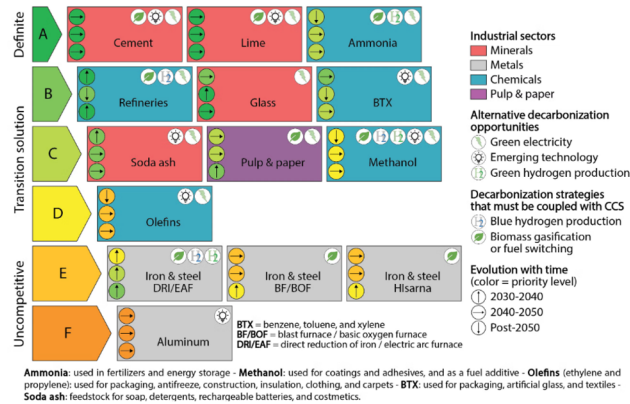 Definite
A
Cement
Lime
Ammonia
Transition solution
B
Refineries
Glass
BTX
C
Soda ash
Pulp & paper
Methanol
D
Olefins
Uncompetitive
E
Iron & steel
DRI/EAF
Iron & steel
BF/BOF
Iron & steel
HIsarna
F
Aluminum
BTX = benzene, toluene, and xylene
BF/BOF = blast furnace / basic oxygen furnace
DRI/EAF = direct reduction of iron / electric arc furnace
Industrial sectors
Minerals
Metals
Chemicals
Pulp & paper
Alternative decarbonization
opportunities
Green electricity
Emerging technology
H2 Green hydrogen production
Decarbonization strategies
that must be coupled with CCS
H2 Blue hydrogen production
Biomass gasification
or fuel switching
Evolution with time
(color = priority level)
2030-2040
2040-2050
Post-2050
Ammonia: used in fertilizers and energy storage - Methanol: used for coatings and adhesives, and as a fuel additive - Olefins (ethylene and
propylene): used for packaging, antifreeze, construction, insulation, clothing, and carpets - BTX: used for packaging, artificial glass, and textiles -
Soda ash: feedstock for soap, detergents, rechargeable batteries, and costmetics.